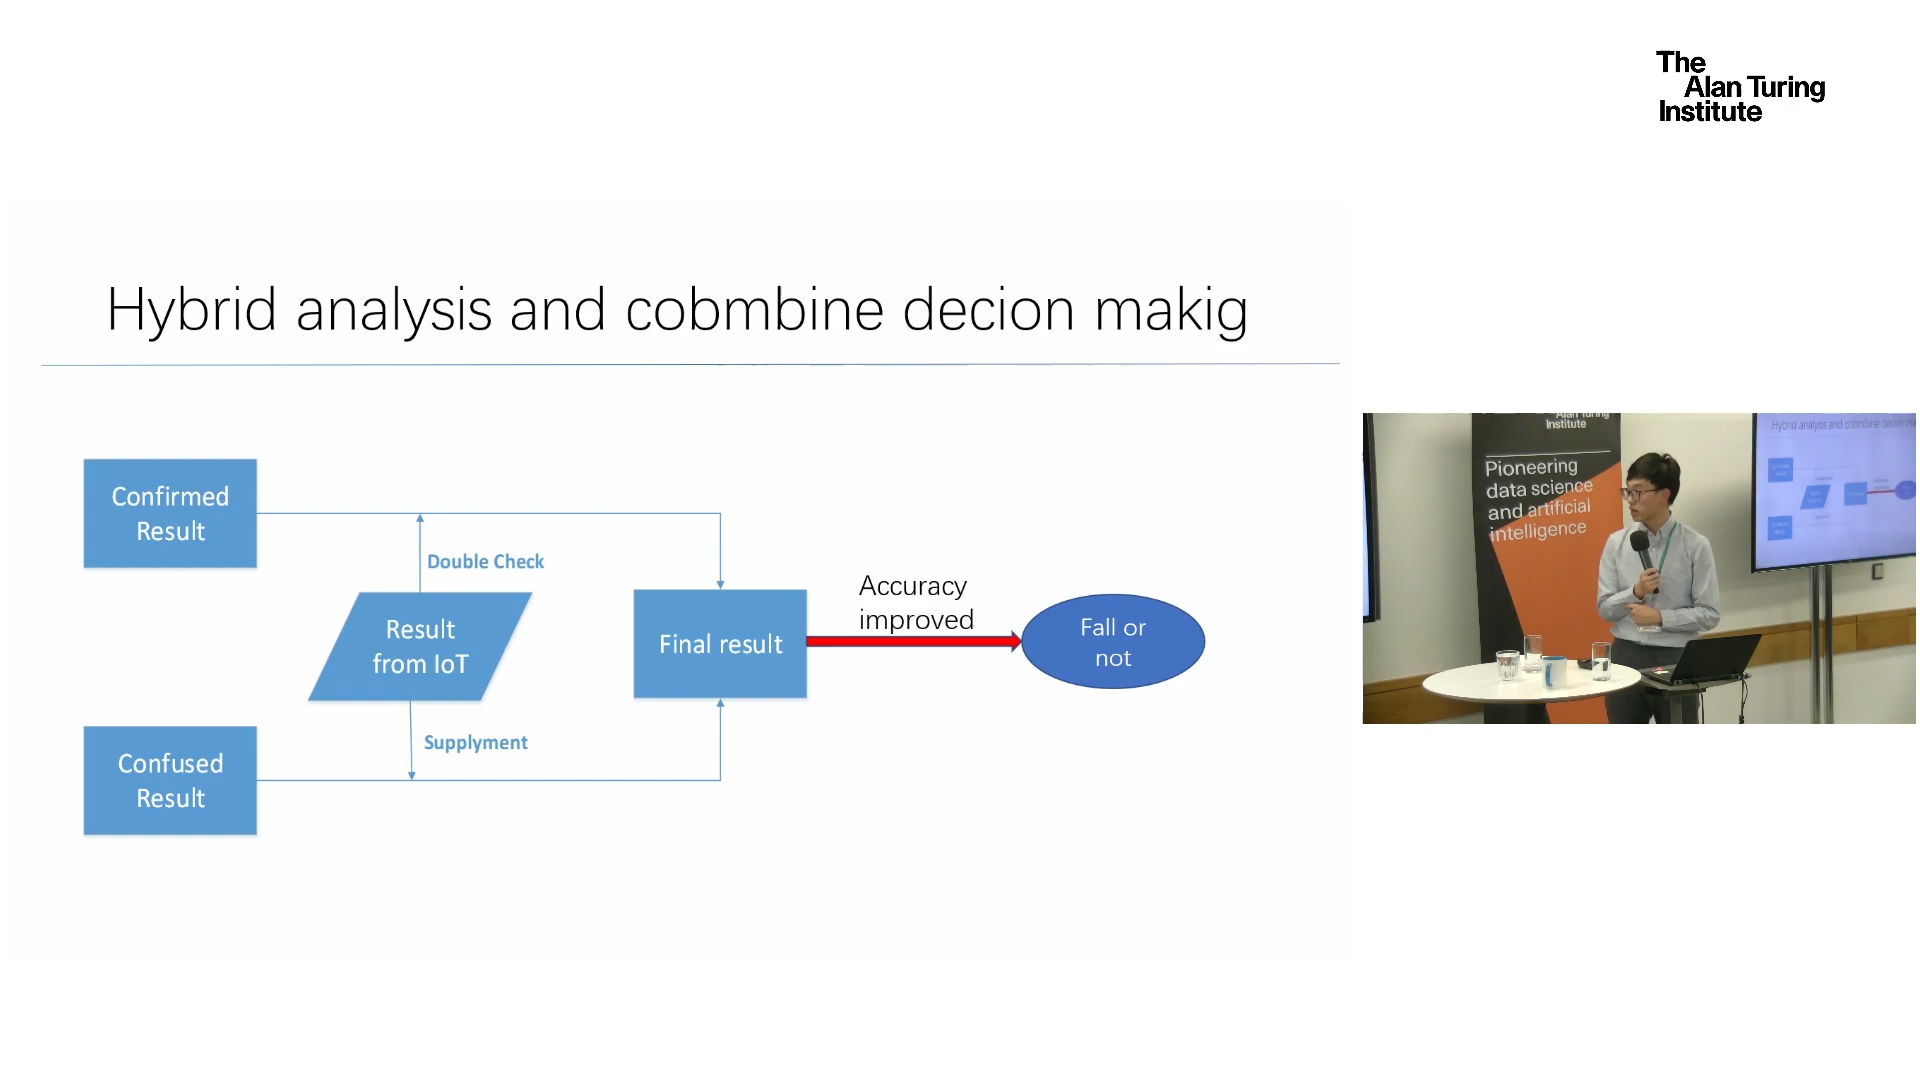 The
Alan Turing
Institute
Hybrid analysis and cobmbine decion makig
Confirmed
Result
Double Check
Result
from IoT
Accuracy
improved
Final result
Fall or
not
Supplyment
Confused
Result
Alan Turing
Institute
Pioneering
data science
and artificial
intelligence
Hybrid analysis and cobmbine decion